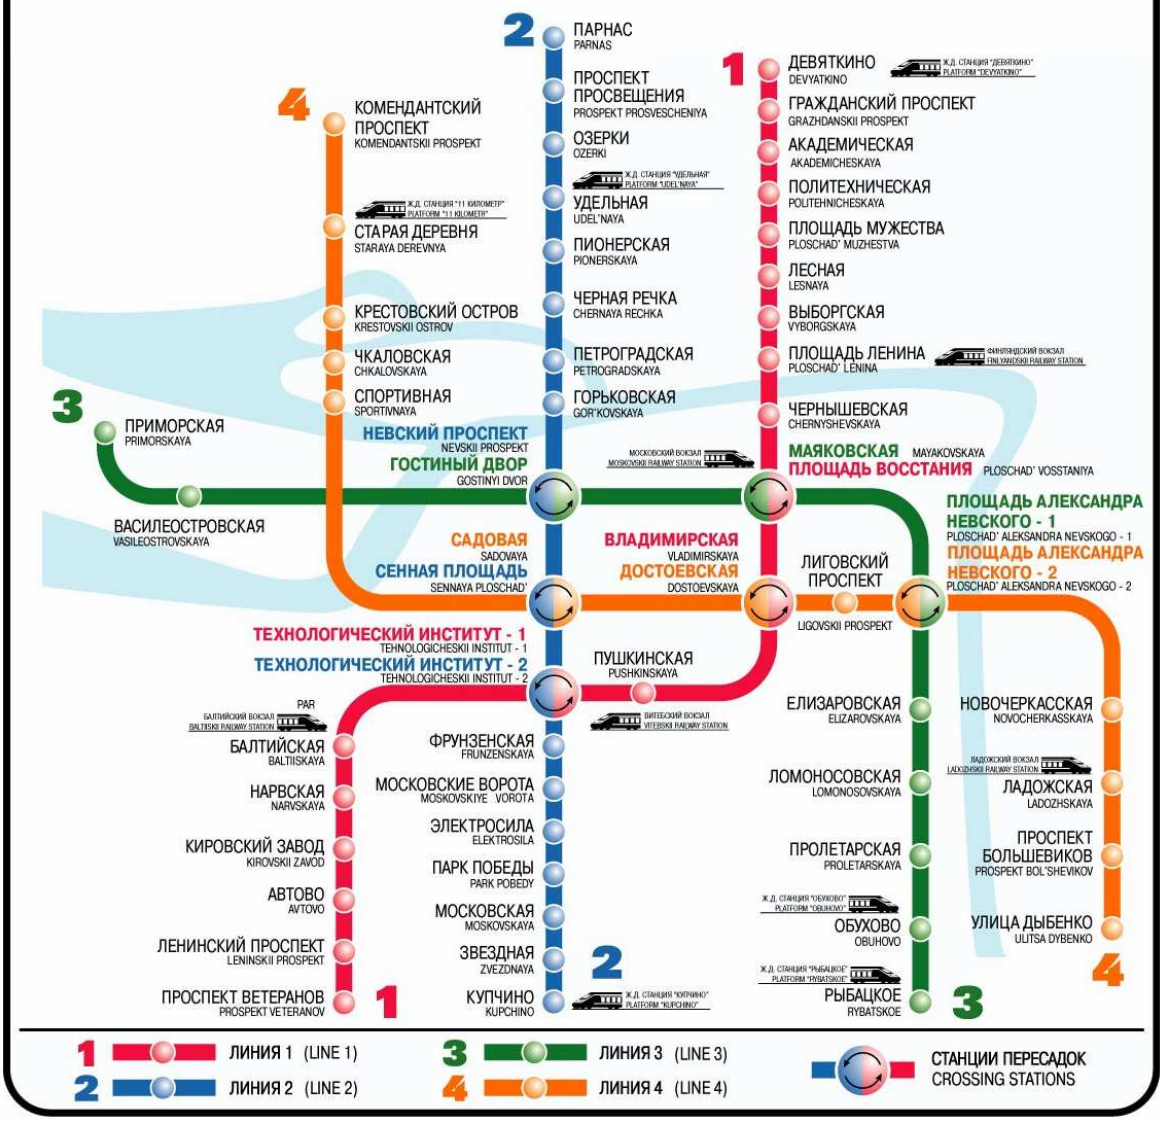 2
ПАРНАС
PARNAS
ПРОСПЕКТ
ПРОСВЕЩЕНИЯ
PROSPEKT PROSVESCHENIYA
ОЗЕРКИ
OZERKI
Ж.Д. СТАНЦИЯ "УДЕЛЬНАЯ"
PLATFORM "UDEL'NAYA"
УДЕЛЬНАЯ
UDEL'NAYA
ПИОНЕРСКАЯ
PIONERSKAYA
ЧЕРНАЯ РЕЧКА
CHERNAYA RECHKA
ПЕТРОГРАДСКАЯ
PETROGRADSKAYA
ГОРЬКОВСКАЯ
GOR'KOVSKAYA
1
ДЕВЯТКИНО
DEVYATKINO
Ж.Д. СТАНЦИЯ "ДЕВЯТКИНО"
PLATFORM "DEVYATKINO"
ГРАЖДАНСКИЙ ПРОСПЕКТ
GRAZHDANSKII PROSPEKT
АКАДЕМИЧЕСКАЯ
AKADEMICHESKAYA
ПОЛИТЕХНИЧЕСКАЯ
POLITEHNICHESKAYA
ПЛОЩАДЬ МУЖЕСТВА
PLOSCHAD' MUZHESTVA
ЛЕСНАЯ
LESNAYA
ВЫБОРГСКАЯ
VYBORGSKAYA
ПЛОЩАДЬ ЛЕНИНА
PLOSCHAD' LENINA
ФИНЛЯНДСКИЙ ВОКЗАЛ
FINLYANDSKII RAILWAY STATION
ЧЕРНЫШЕВСКАЯ
CHERNYSHEVSKAYA
4
КОМЕНДАНТСКИЙ
ПРОСПЕКТ
KOMENDANTSKII PROSPEKT
Ж.Д. СТАНЦИЯ "11 КИЛОМЕТР"
PLATFORM "11 KILOMETR"
СТАРАЯ ДЕРЕВНЯ
STARAYA DEREVNYA
КРЕСТОВСКИЙ ОСТРОВ
KRESTOVSKII OSTROV
ЧКАЛОВСКАЯ
CHKALOVSKAYA
СПОРТИВНАЯ
SPORTIVNAYA
3
ПРИМОРСКАЯ
PRIMORSKAYA
ВАСИЛЕОСТРОВСКАЯ
VASILEOSTROVSKAYA
НЕВСКИЙ ПРОСПЕКТ
NEVSKII PROSPEKT
ГОСТИНЫЙ ДВОР
GOSTINYI DVOR
МОСКОВСКИЙ ВОКЗАЛ
MOSKOVSKII RAILWAY STATION
МАЯКОВСКАЯ MAYAKOVSKAYA
ПЛОЩАДЬ ВОССТАНИЯ PLOSCHAD' VOSSTANIYA
ПЛОЩАДЬ АЛЕКСАНДРА
НЕВСКОГО - 1
PLOSCHAD' ALEKSANDRA NEVSKOGO - 1
ПЛОЩАДЬ АЛЕКСАНДРА
НЕВСКОГО - 2
PLOSCHAD' ALEKSANDRA NEVSKOGO - 2
САДОВАЯ
SADOVAYA
СЕННАЯ ПЛОЩАДЬ
SENNAYA PLOSCHAD'
ВЛАДИМИРСКАЯ
VLADIMIRSKAYA
ДОСТОЕВСКАЯ
DOSTOEVSKAYA
ЛИГОВСКИЙ
ПРОСПЕКТ
LIGOVSKII PROSPEKT
ТЕХНОЛОГИЧЕСКИЙ ИНСТИТУТ - 1
TEHNOLOGICHESKII INSTITUT - 1
ТЕХНОЛОГИЧЕСКИЙ ИНСТИТУТ - 2
TEHNOLOGICHESKII INSTITUT - 2
ПУШКИНСКАЯ
PUSHKINSKAYA
ВИТЕБСКИЙ ВОКЗАЛ
VITEBSKII RAILWAY STATION
PAR
БАЛТИЙСКИЙ ВОКЗАЛ
BALTIISKII RAILWAY STATION
БАЛТИЙСКАЯ
BALTIISKAYA
НАРВСКАЯ
NARVSKAYA
КИРОВСКИЙ ЗАВОД
KIROVSKII ZAVOD
АВТОВО
AVTOVO
ЛЕНИНСКИЙ ПРОСПЕКТ
LENINSKII PROSPEKT
ПРОСПЕКТ ВЕТЕРАНОВ
PROSPEKT VETERANOV
1
ФРУНЗЕНСКАЯ
FRUNZENSKAYA
МОСКОВСКИЕ ВОРОТА
MOSKOVSKIYE VOROTA
ЭЛЕКТРОСИЛА
ELEKTROSILA
ПАРК ПОБЕДЫ
PARK POBEDY
МОСКОВСКАЯ
MOSKOVSKAYA
ЗВЕЗДНАЯ
ZVEZDNAYA
2
КУПЧИНО
KUPCHINO
Ж.Д. СТАНЦИЯ "КУПЧИНО"
PLATFORM "KUPCHINO"
ЕЛИЗАРОВСКАЯ
ELIZAROVSKAYA
ЛОМОНОСОВСКАЯ
LOMONOSOVSKAYA
ПРОЛЕТАРСКАЯ
PROLETARSKAYA
Ж.Д. СТАНЦИЯ "ОБУХОВО"
PLATFORM "OBUHOVO"
ОБУХОВО
OBUHOVO
Ж.Д. СТАНЦИЯ "РЫБАЦКОЕ"
PLATFORM "RYBATSKOE"
РЫБАЦКОЕ
RYBATSKOE
3
НОВОЧЕРКАССКАЯ
NOVOCHERKASSKAYA
ЛАДОЖСКИЙ ВОКЗАЛ
LADOZHSKII RAILWAY STATION
ЛАДОЖСКАЯ
LADOZHSKAYA
ПРОСПЕКТ
БОЛЬШЕВИКОВ
PROSPEKT BOL'SHEVIKOV
УЛИЦА ДЫБЕНКО
ULITSA DYBENKO
4
1 ЛИНИЯ 1 (LINE 1)
2 ЛИНИЯ 2 (LINE 2)
3 ЛИНИЯ 3 (LINE 3)
4 ЛИНИЯ 4 (LINE 4)
СТАНЦИИ ПЕРЕСАДОК
CROSSING STATIONS